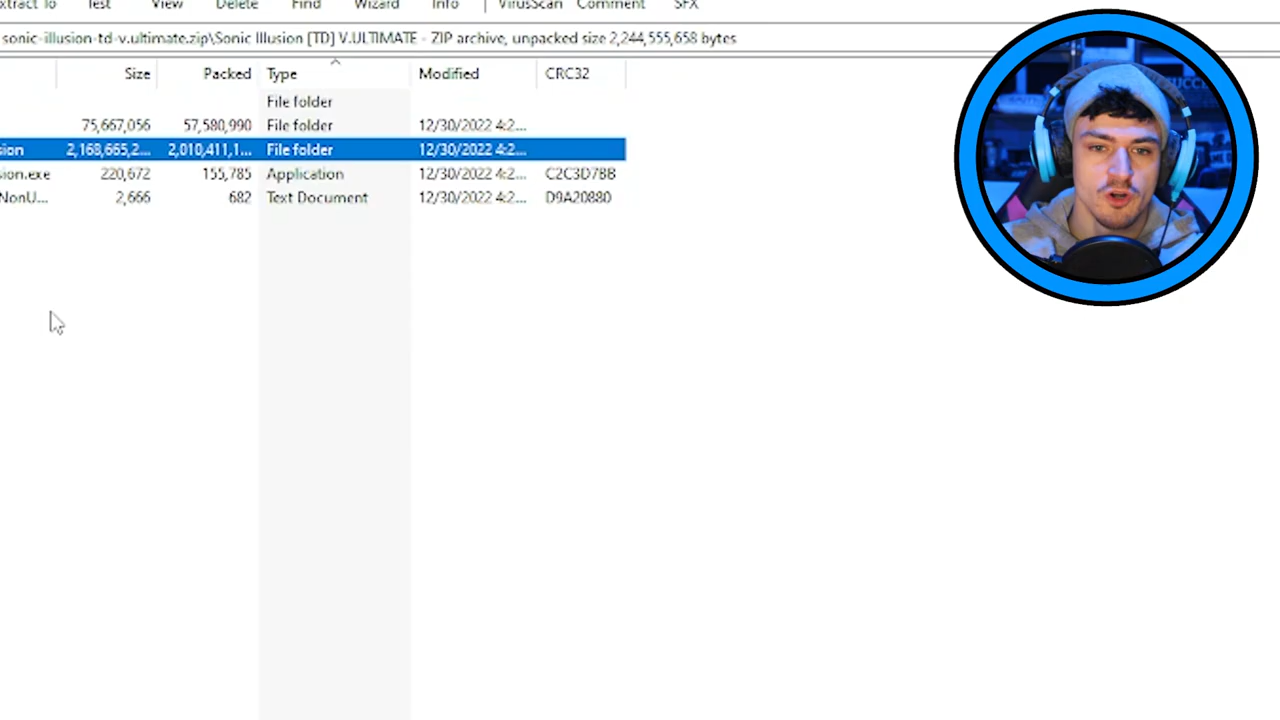 xtract To Test View Delete Find Wizard Info VirusScan Comment SFX
sonic-illusion-td-v.ultimate.zip\Sonic Illusion [TD] V.ULTIMATE - ZIP archive, unpacked size 2,244,555,658 bytes
Size Packed Type Modified CRC32
File folder
75,667,056 57,580,990 File folder 12/30/2022 4:2...
sion 2,168,665,2... 2,010,411,1... File folder 12/30/2022 4:2...
sion.exe 220,672 155,785 Application 12/30/2022 4:2... C2C3D7BB
NonU... 2,666 682 Text Document 12/30/2022 4:2... D9A20880